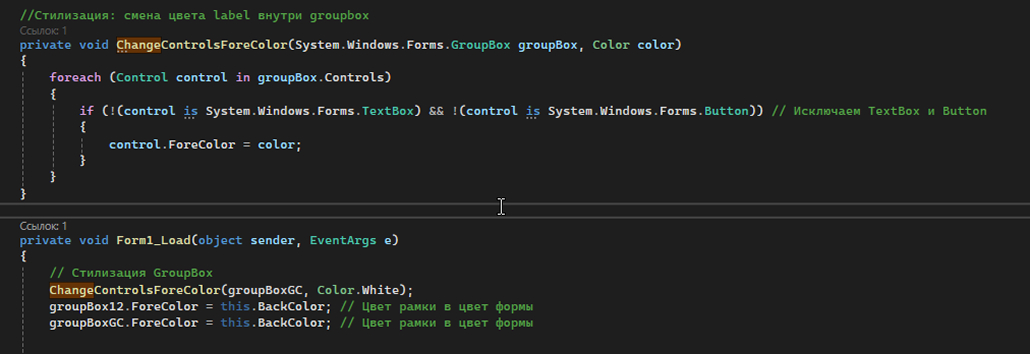 //Стилизация: смена цвета label внутри groupbox
Ссылок: 1
private void ChangeControlsForeColor(System.Windows.Forms.GroupBox groupBox, Color color)
{
foreach (Control control in groupBox.Controls)
{
if (!(control is System.Windows.Forms.TextBox) && !(control is System.Windows.Forms.Button)) // Исключаем TextBox и Button
{
control.ForeColor = color;
}
}
}
Ссылок: 1
private void Form1_Load(object sender, EventArgs e)
{
// Стилизация GroupBox
ChangeControlsForeColor(groupBoxGC, Color.White);
groupBox12.ForeColor = this.BackColor; // Цвет рамки в цвет формы
groupBoxGC.ForeColor = this.BackColor; // Цвет рамки в цвет формы